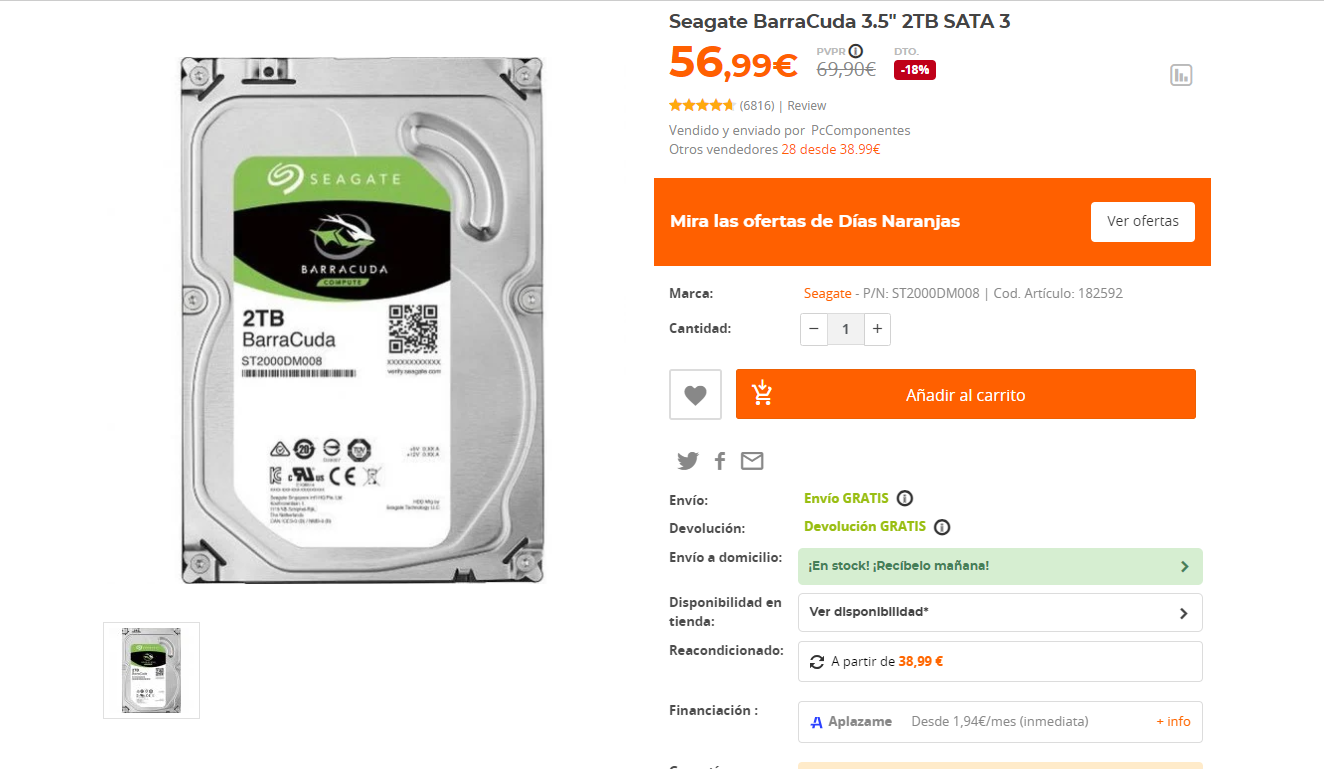 Seagate BarraCuda 3.5" 2TB SATA 3
56,99€
PVPR
69,90€
DTO.
-18%
(6816) | Review
Vendido y enviado por PcComponentes
Otros vendedores 28 desde 38.99€
Mira las ofertas de Días Naranjas
Ver ofertas
Marca: Seagate - P/N: ST2000DM008 | Cod. Artículo: 182592
Cantidad: − 1 +
Añadir al carrito
Envío: Envío GRATIS
Devolución: Devolución GRATIS
Envío a domicilio: ¡En stock! ¡Recíbelo mañana!
Disponibilidad en
tienda:
Ver disponibilidad*
Reacondicionado: A partir de 38,99 €
Financiación : Aplazame Desde 1,94€/mes (inmediata) + info
SEAGATE
BARRACUDA
COMPUTE
2TB
BarraCuda
ST2000DM008
XXXXXXXXXXXX
verify.seagate.com